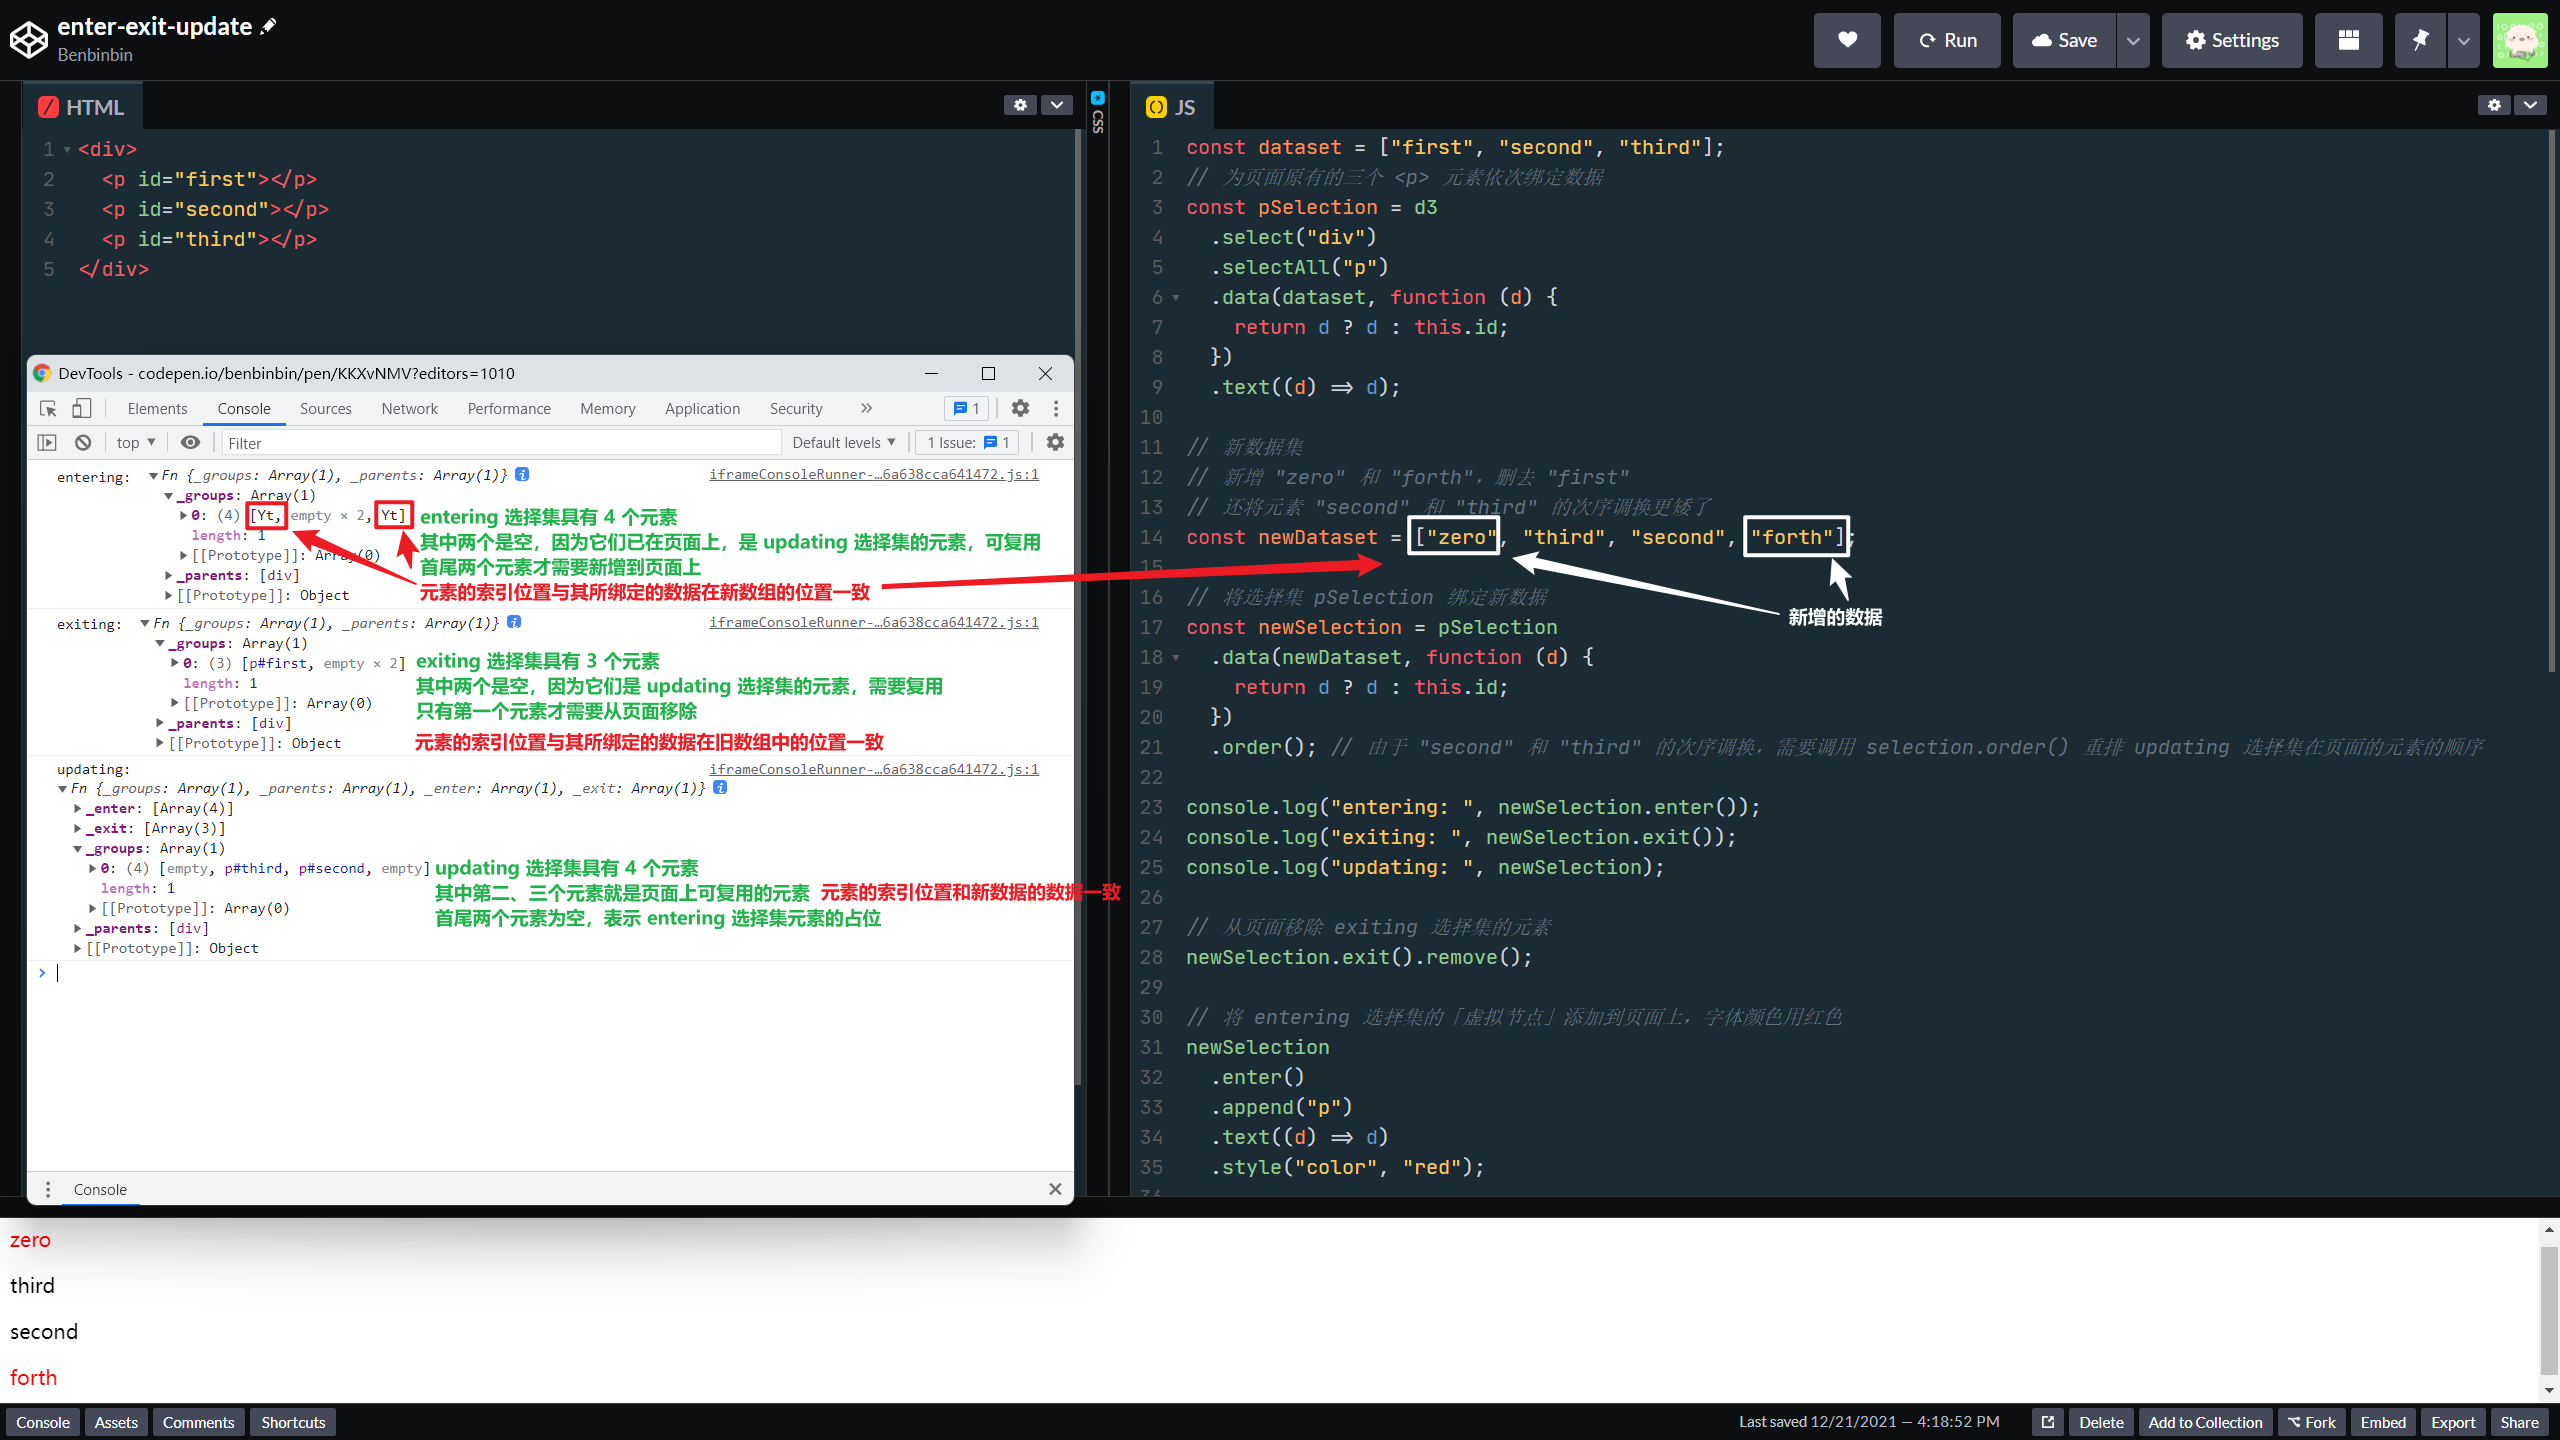 enter-exit-update
Benbinbin
Run
Save
Settings
HTML
1 <div>
2 <p id="first"></p>
3 <p id="second"></p>
4 <p id="third"></p>
5 </div>
* CSS
JS
1 const dataset = ["first", "second", "third"];
2 // 为页面原有的三个 <p> 元素依次绑定数据
3 const pSelection = d3
4 .select("div")
5 .selectAll("p")
6 .data(dataset, function (d) {
7 return d ? d : this.id;
8 })
9 .text((d) => d);
10
11 // 新数据集
12 // 新增 "zero" 和 "forth"，删去 "first"
13 // 还将元素 "second" 和 "third" 的次序调换更矮了
14 const newDataset = ["zero", "third", "second", "forth"];
15
新增的数据
16 // 将选择集 pSelection 绑定新数据
17 const newSelection = pSelection
18 .data(newDataset, function (d) {
19 return d ? d : this.id;
20 })
21 .order(); // 由于 "second" 和 "third" 的次序调换，需要调用 selection.order() 重排 updating 选择集在页面的元素的顺序
22
23 console.log("entering: ", newSelection.enter());
24 console.log("exiting: ", newSelection.exit());
25 console.log("updating: ", newSelection);
26
27 // 从页面移除 exiting 选择集的元素
28 newSelection.exit().remove();
29
30 // 将 entering 选择集的「虚拟节点」添加到页面上，字体颜色用红色
31 newSelection
32 .enter()
33 .append("p")
34 .text((d) => d)
35 .style("color", "red");
DevTools - codepen.io/benbinbin/pen/KKXvNMV?editors=1010
Elements Console Sources Network Performance Memory Application Security » 1
top Filter Default levels 1 Issue: 1
entering: Fn {_groups: Array(1), _parents: Array(1)} iframeConsoleRunner-…6a638cca641472.js:1
_groups: Array(1)
0: (4) [Yt, empty × 2, Yt]
length: 1
[[Prototype]]: Array(0)
_parents: [div]
[[Prototype]]: Object
entering 选择集具有 4 个元素
其中两个是空，因为它们已在页面上，是 updating 选择集的元素，可复用
首尾两个元素才需要新增到页面上
元素的索引位置与其所绑定的数据在新数组的位置一致
exiting: Fn {_groups: Array(1), _parents: Array(1)} iframeConsoleRunner-…6a638cca641472.js:1
_groups: Array(1)
0: (3) [p#first, empty × 2]
length: 1
[[Prototype]]: Array(0)
_parents: [div]
[[Prototype]]: Object
exiting 选择集具有 3 个元素
其中两个是空，因为它们是 updating 选择集的元素，需要复用
只有第一个元素才需要从页面移除
元素的索引位置与其所绑定的数据在旧数组中的位置一致
updating: iframeConsoleRunner-…6a638cca641472.js:1
Fn {_groups: Array(1), _parents: Array(1), _enter: Array(1), _exit: Array(1)}
_enter: [Array(4)]
_exit: [Array(3)]
_groups: Array(1)
0: (4) [empty, p#third, p#second, empty]
length: 1
[[Prototype]]: Array(0)
_parents: [div]
[[Prototype]]: Object
updating 选择集具有 4 个元素
其中第二、三个元素就是页面上可复用的元素 元素的索引位置和新数据的数据一致
首尾两个元素为空，表示 entering 选择集元素的占位
Console
zero
third
second
forth
Console Assets Comments Shortcuts
Last saved 12/21/2021 — 4:18:52 PM
Delete Add to Collection Fork Embed Export Share